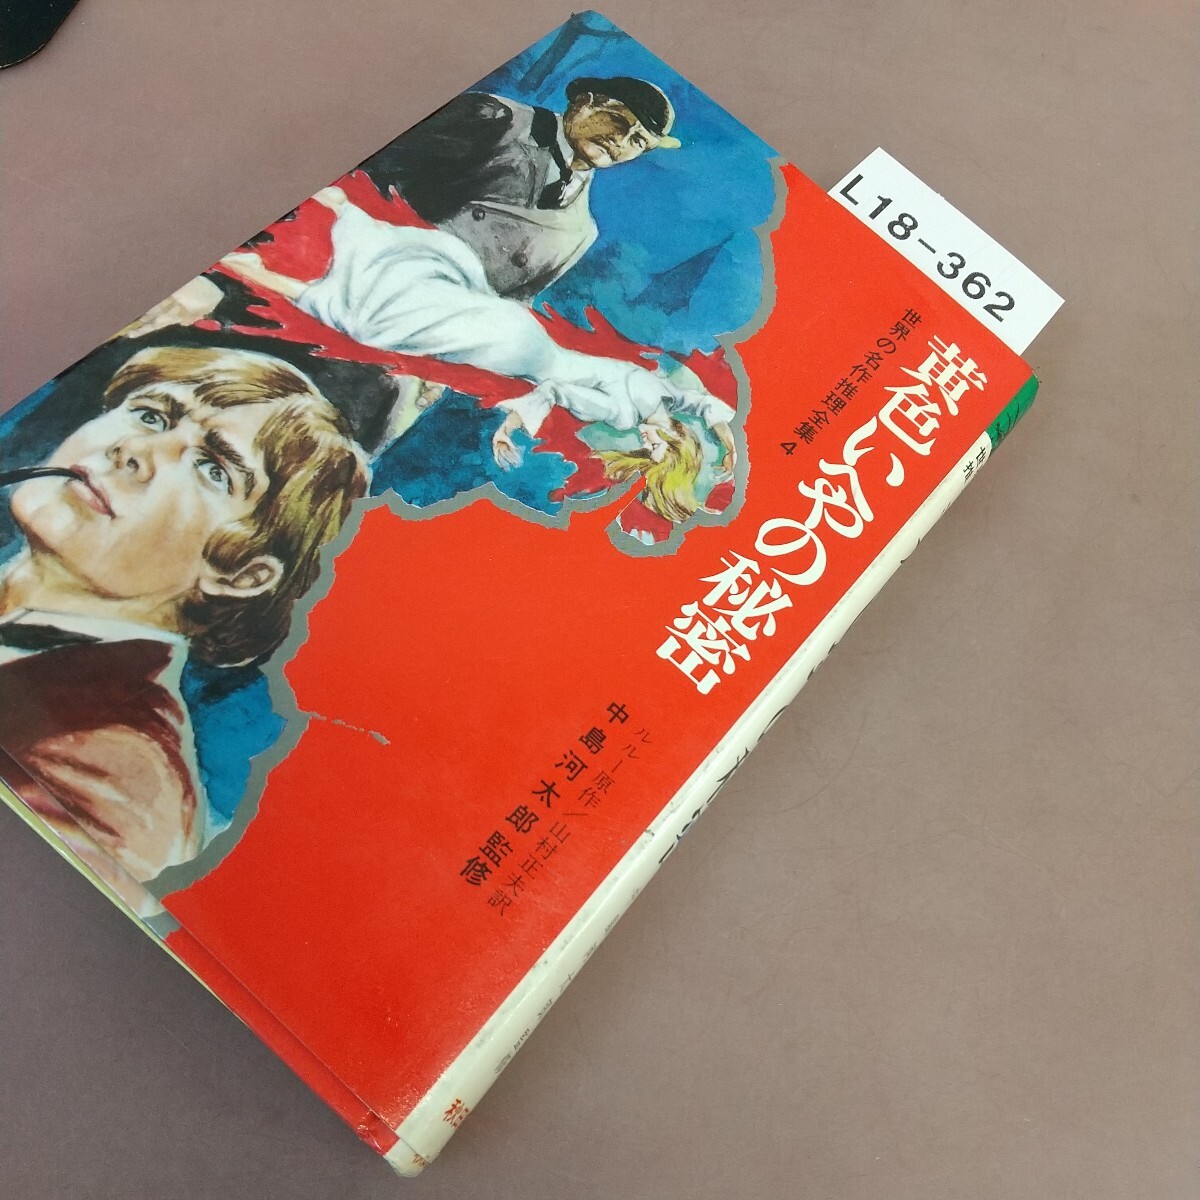 L18-362
世界の名作推理全集 4
黄色い部屋の秘密
ルルー原作/山村正夫訳
中島河太郎監修